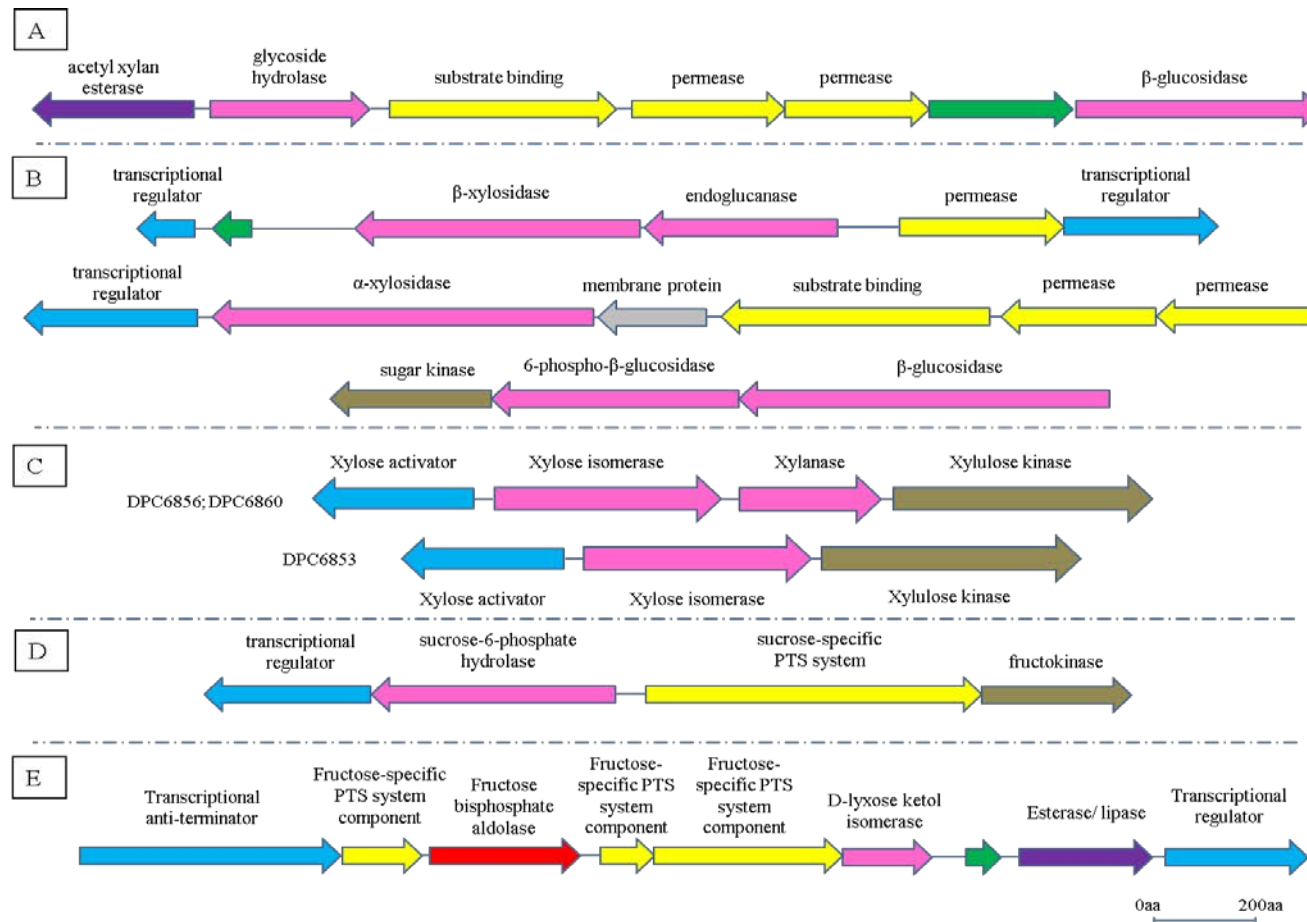 A
acetyl xylan
esterase
glycoside
hydrolase
substrate binding
permease
permease
β-glucosidase
B
transcriptional
regulator
β-xylosidase
endoglucanase
permease
transcriptional
regulator
transcriptional
regulator
α-xylosidase
membrane protein
substrate binding
permease
permease
sugar kinase
6-phospho-β-glucosidase
β-glucosidase
C
Xylose activator
Xylose isomerase
Xylanase
Xylulose kinase
DPC6856; DPC6860
DPC6853
Xylose activator
Xylose isomerase
Xylulose kinase
D
transcriptional
regulator
sucrose-6-phosphate
hydrolase
sucrose-specific
PTS system
fructokinase
E
Transcriptional
anti-terminator
Fructose-specific
PTS system
component
Fructose
bisphosphate
aldolase
Fructose-
specific PTS
system
component
Fructose-
specific PTS
system
component
D-lyxose ketol
isomerase
Esterase/ lipase
Transcriptional
regulator
0aa 200aa